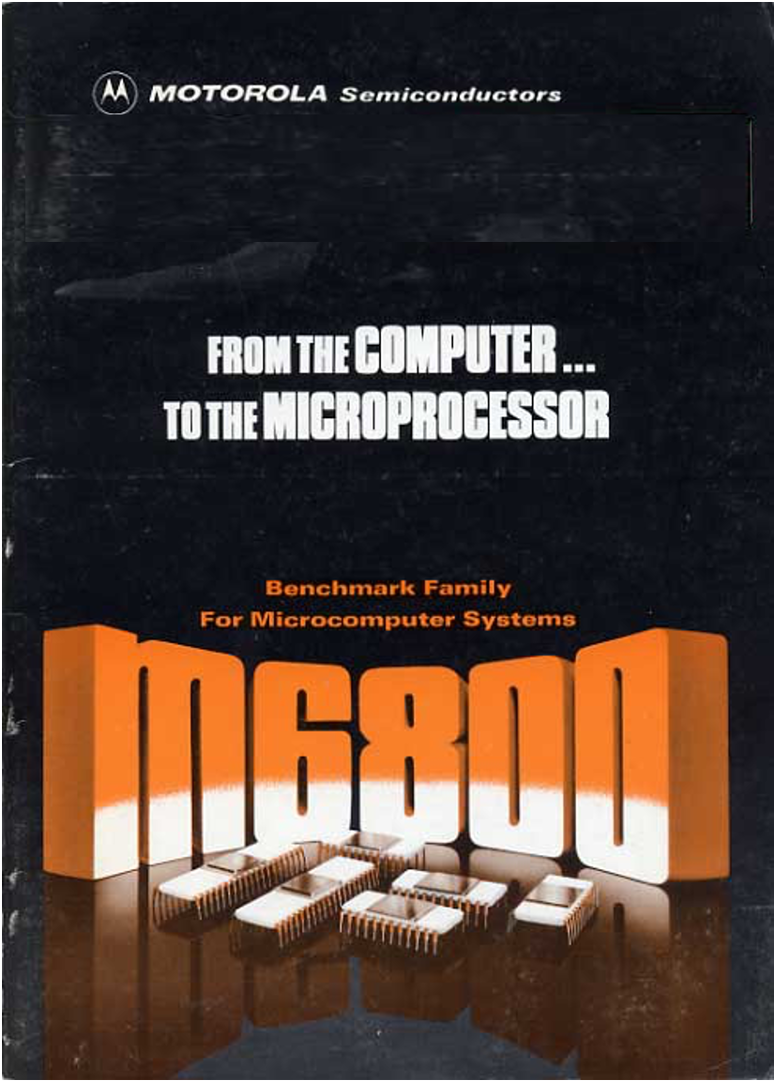 MOTOROLA Semiconductors
FROM THE COMPUTER...
TO THE MICROPROCESSOR
Benchmark Family
For Microcomputer Systems
M6800